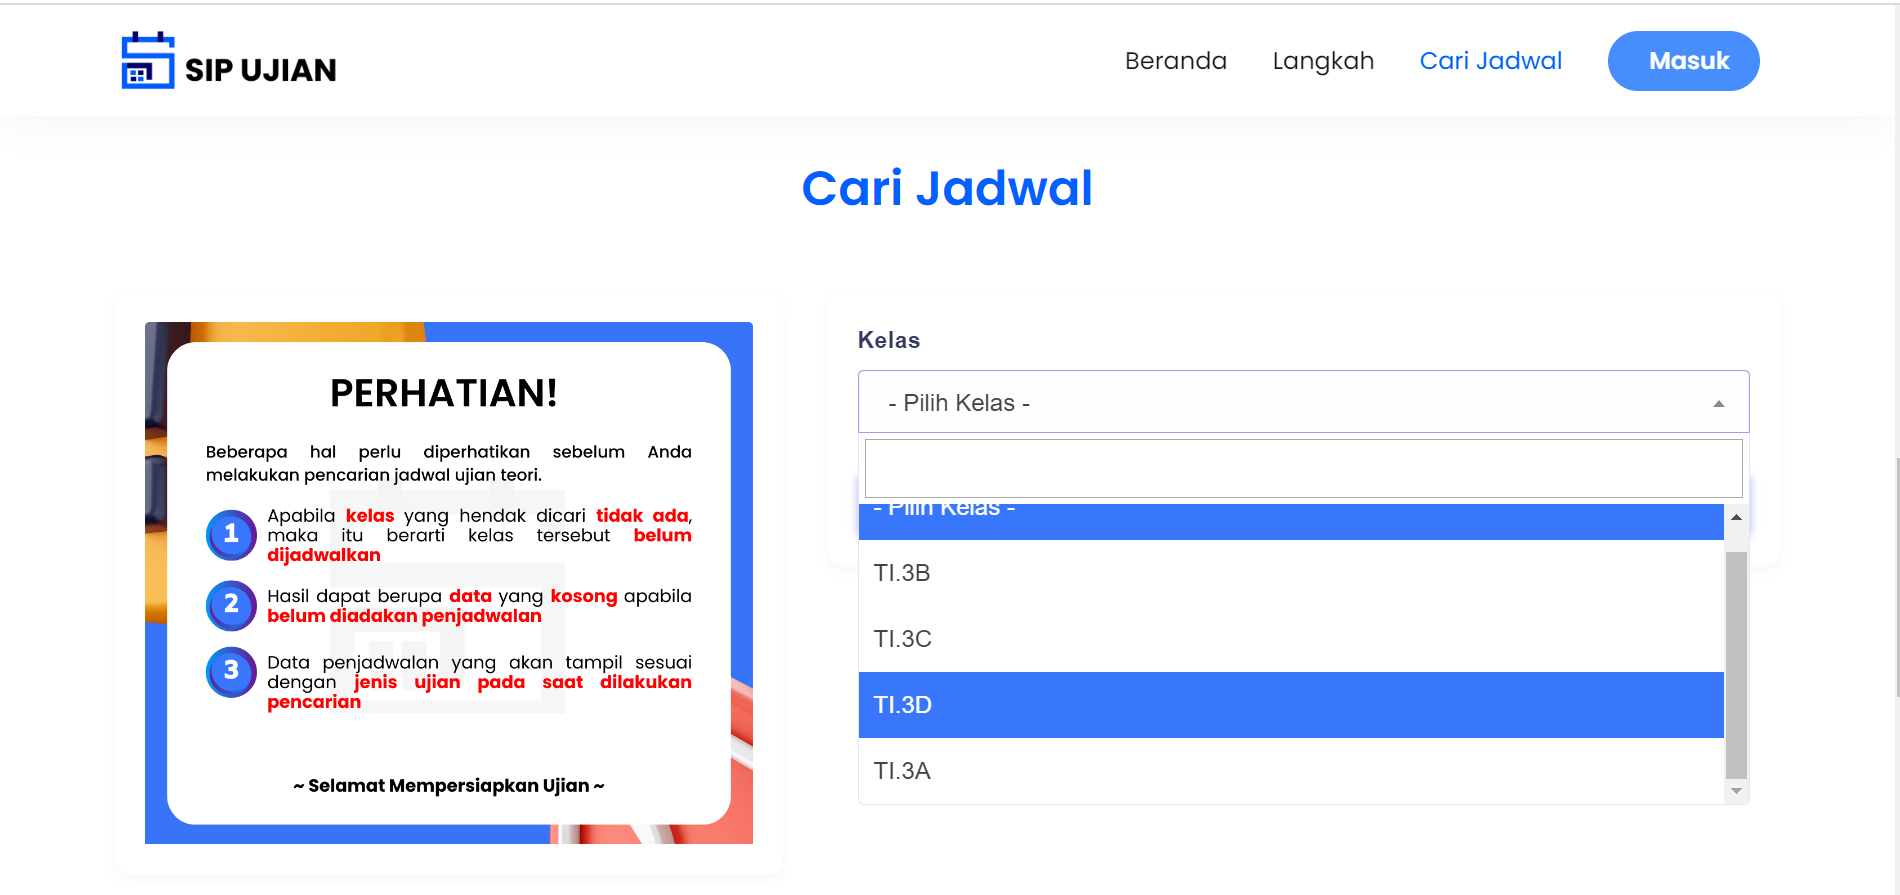 SIP UJIAN
Beranda
Langkah
Cari Jadwal
Masuk
Cari Jadwal
PERHATIAN!
Beberapa hal perlu diperhatikan sebelum Anda
melakukan pencarian jadwal ujian teori.
1
Apabila kelas yang hendak dicari tidak ada,
maka itu berarti kelas tersebut belum
dijadwalkan
2
Hasil dapat berupa data yang kosong apabila
belum diadakan penjadwalan
3
Data penjadwalan yang akan tampil sesuai
dengan jenis ujian pada saat dilakukan
pencarian
~ Selamat Mempersiapkan Ujian ~
Kelas
- Pilih Kelas -
- Pilih Kelas -
TI.3B
TI.3C
TI.3D
TI.3A